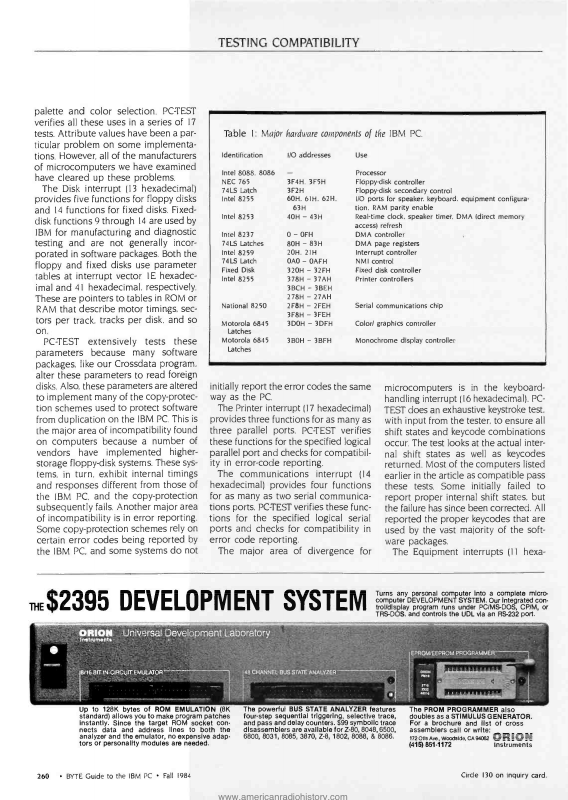 TESTING COMPATIBILITY
palette and color selection. PC-TEST
verifies all these uses in a series of 17
tests. Attribute values have been a par-
ticular problem on some implementa-
tions. However, all of the manufacturers
of microcomputers we have examined
have cleared up these problems.
The Disk interrupt (13 hexadecimal)
provides five functions for floppy disks
and 14 functions for fixed disks. Fixed-
disk functions 9 through 14 are used by
IBM for manufacturing and diagnostic
testing and are not generally incor-
porated in software packages. Both the
floppy and fixed disks use parameter
tables at interrupt vector 1E hexadec-
imal and 41 hexadecimal, respectively.
These are pointers to tables in ROM or
RAM that describe motor timings, sec-
tors per track, tracks per disk, and so
on.
PC-TEST extensively tests these
parameters because many software
packages, like our Crossdata program,
alter these parameters to read foreign
disks. Also, these parameters are altered
to implement many of the copy-protec-
tion schemes used to protect software
from duplication on the IBM PC. This is
the major area of incompatibility found
on computers because a number of
vendors have implemented higher-
storage floppy-disk systems. These sys-
tems, in turn, exhibit internal timings
and responses different from those of
the IBM PC, and the copy-protection
subsequently fails. Another major area
of incompatibility is in error reporting.
Some copy-protection schemes rely on
certain error codes being reported by
the IBM PC, and some systems do not
Table 1: Major hardware components of the IBM PC.
Identification I/O addresses Use
Intel 8088, 8086 — Processor
NEC 765 3F4H, 3F5H Floppy-disk controller
74LS Latch 3F2H Floppy-disk secondary control
Intel 8255 60H, 61H, 62H, I/O ports for speaker, keyboard, equipment configura-
63H tion, RAM parity enable
Intel 8253 40H – 43H Real-time clock, speaker timer, DMA (direct memory
access) refresh
Intel 8237 0 – 0FH DMA controller
74LS Latches 80H – 83H DMA page registers
Intel 8259 20H, 21H Interrupt controller
74LS Latch 0A0 – 0AFH NMI control
Fixed Disk 320H – 32FH Fixed disk controller
Intel 8255 378H – 37AH Printer controllers
3BCH – 3BEH
278H – 27AH
National 8250 2F8H – 2FEH Serial communications chip
3F8H – 3FEH
Motorola 6845 3D0H – 3DFH Color/ graphics controller
Latches
Motorola 6845 3B0H – 3BFH Monochrome display controller
Latches
initially report the error codes the same
way as the PC.
The Printer interrupt (17 hexadecimal)
provides three functions for as many as
three parallel ports. PC-TEST verifies
these functions for the specified logical
parallel port and checks for compatibil-
ity in error-code reporting.
The communications interrupt (14
hexadecimal) provides four functions
for as many as two serial communica-
tions ports. PC-TEST verifies these func-
tions for the specified logical serial
ports and checks for compatibility in
error code reporting.
The major area of divergence for
microcomputers is in the keyboard-
handling interrupt (16 hexadecimal). PC-
TEST does an exhaustive keystroke test,
with input from the tester, to ensure all
shift states and keycode combinations
occur. The test looks at the actual inter-
nal shift states as well as keycodes
returned. Most of the computers listed
earlier in the article as compatible pass
these tests. Some initially failed to
report proper internal shift states, but
the failure has since been corrected. All
reported the proper keycodes that are
used by the vast majority of the soft-
ware packages.
The Equipment interrupts (11 hexa-
THE $2395 DEVELOPMENT SYSTEM
Turns any personal computer into a complete micro-
computer DEVELOPMENT SYSTEM. Our integrated con-
trol/display program runs under PC/MS-DOS, CP/M, or
TRS-DOS, and controls the UDL via an RS-232 port.
ORION Universal Development Laboratory
Instruments
8/16 BIT IN-CIRCUIT EMULATOR
48 CHANNEL BUS STATE ANALYZER
EPROM/EEPROM PROGRAMMER
Up to 128K bytes of ROM EMULATION (8K
standard) allows you to make program patches
instantly. Since the target ROM socket con-
nects data and address lines to both the
analyzer and the emulator, no expensive adap-
tors or personality modules are needed.
The powerful BUS STATE ANALYZER features
four-step sequential triggering, selective trace,
and pass and delay counters. $99 symbolic trace
disassemblers are available for Z-80, 8048, 6500,
6800, 8031, 8085, 3870, Z-8, 1802, 8088, & 8086.
The PROM PROGRAMMER also
doubles as a STIMULUS GENERATOR.
For a brochure and list of cross
assemblers call or write:
172 Otis Ave., Woodside, CA 94062
(415) 851-1172
ORION
Instruments
260 • BYTE Guide to the IBM PC • Fall 1984
Circle 130 on inquiry card.
www.americanradiohistory.com